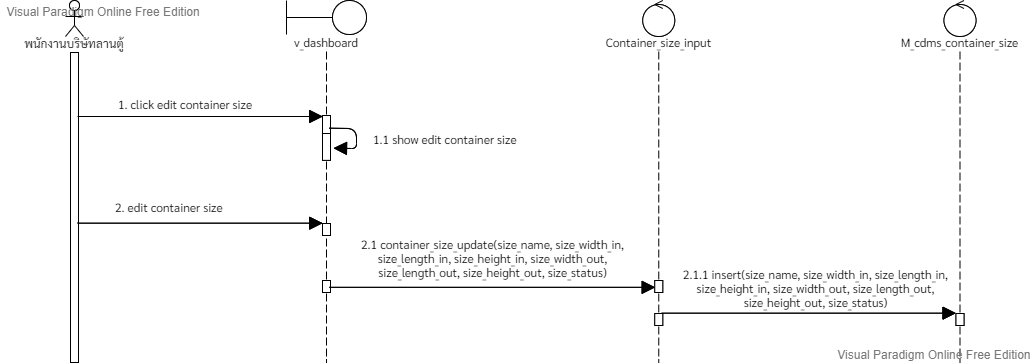 Visual Paradigm Online Free Edition
พนักงานบริษัทลานตู้
v_dashboard
Container_size_input
M_cdms_container_size
1. click edit container size
1.1 show edit container size
2. edit container size
2.1 container_size_update(size_name, size_width_in,
size_length_in, size_height_in, size_width_out,
size_length_out, size_height_out, size_status)
2.1.1 insert(size_name, size_width_in, size_length_in,
size_height_in, size_width_out, size_length_out,
size_height_out, size_status)
Visual Paradigm Online Free Edition